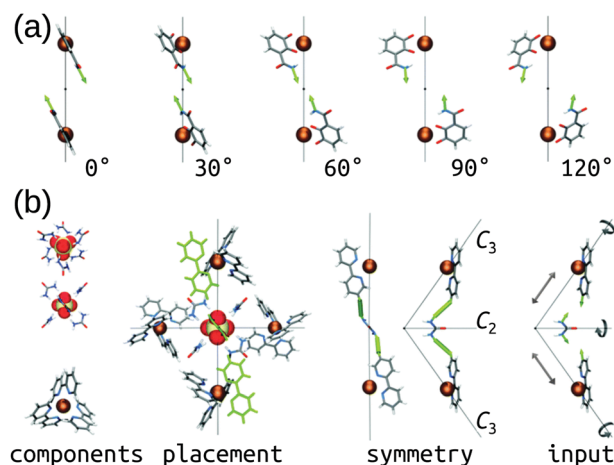 (a)
0° 30° 60° 90° 120°
(b)
C3
C2
C3
components placement symmetry input